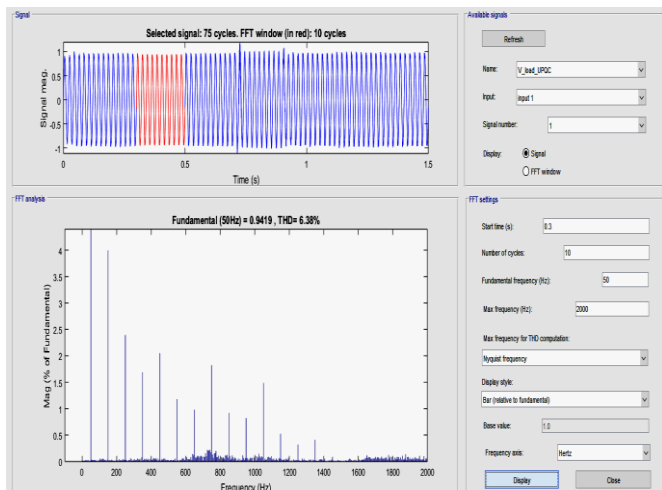 Signal
Selected signal: 75 cycles. FFT window (in red): 10 cycles
Signal mag.
1
0
-1
0 0.5 1 1.5
Time (s)
FFT analysis
Fundamental (50Hz) = 0.9419 , THD= 6.38%
Mag (% of Fundamental)
4
3.5
3
2.5
2
1.5
1
0.5
0
0 200 400 600 800 1000 1200 1400 1600 1800 2000
Frequency (Hz)
Available signals
Refresh
Name: V_load_UPQC
Input: input 1
Signal number: 1
Display: Signal
FFT window
FFT settings
Start time (s): 0.3
Number of cycles: 10
Fundamental frequency (Hz): 50
Max frequency (Hz): 2000
Max frequency for THD computation:
Nyquist frequency
Display style:
Bar (relative to fundamental)
Base value: 1.0
Frequency axis: Hertz
Display Close